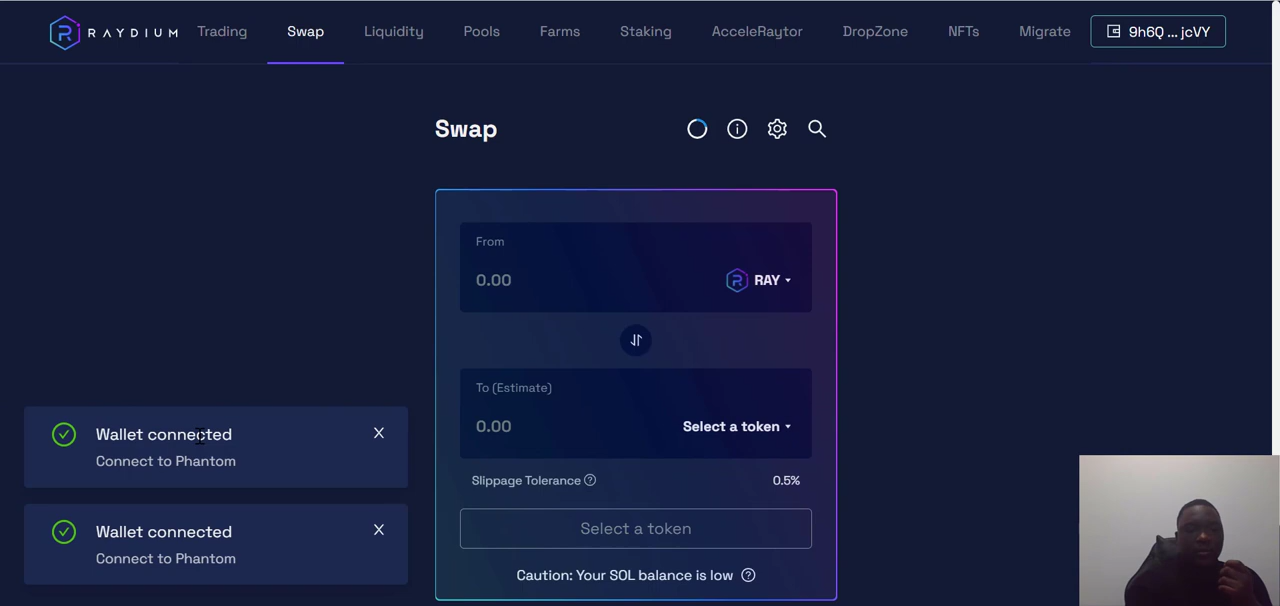 RAYDIUM Trading Swap Liquidity Pools Farms Staking AcceleRaytor DropZone NFTs Migrate 9h6Q ... jcVY
Swap
From
0.00 RAY
To (Estimate)
0.00 Select a token
Slippage Tolerance ? 0.5%
Select a token
Caution: Your SOL balance is low ?
Wallet connected X
Connect to Phantom
Wallet connected X
Connect to Phantom